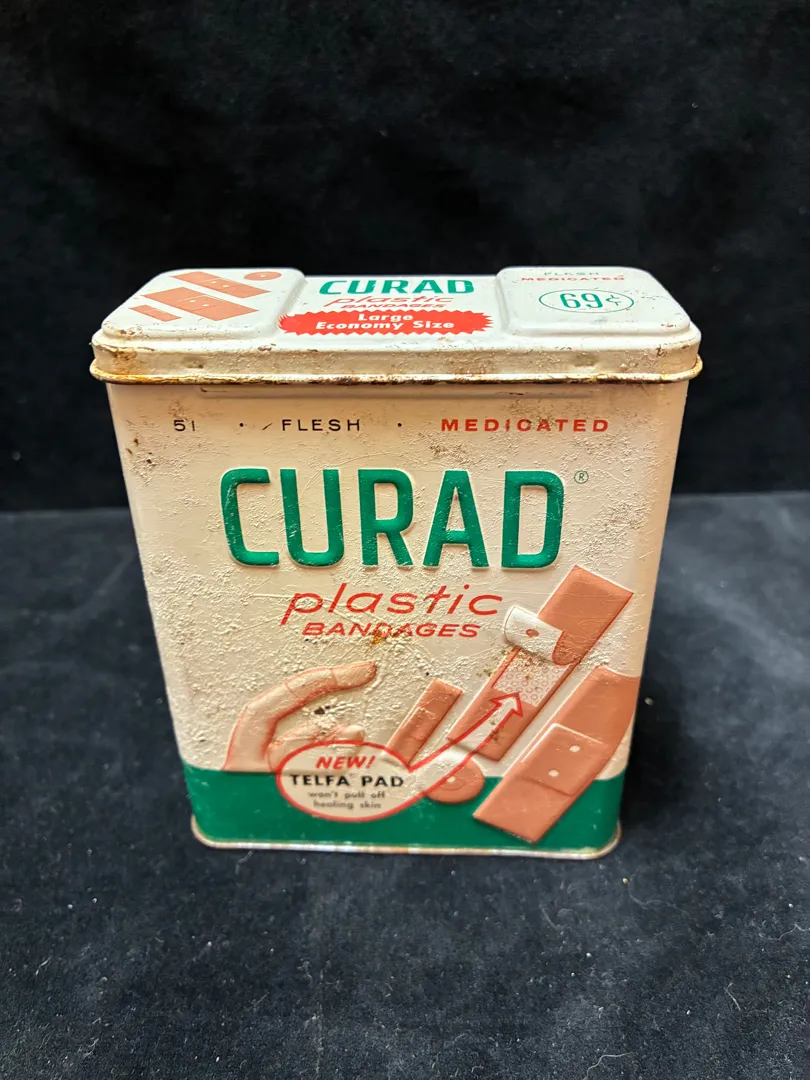 CURAD
plastic
BANDAGES
Large
Economy Size
FLESH
MEDICATED
69¢
51 · FLESH · MEDICATED
CURAD®
plastic
BANDAGES
NEW!
TELFA PAD
won't pull off
healing skin